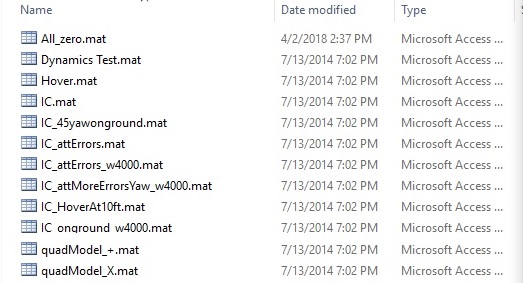 Name Date modified Type
All_zero.mat 4/2/2018 2:37 PM Microsoft Access ...
Dynamics Test.mat 7/13/2014 7:02 PM Microsoft Access ...
Hover.mat 7/13/2014 7:02 PM Microsoft Access ...
IC.mat 7/13/2014 7:02 PM Microsoft Access ...
IC_45yawonground.mat 7/13/2014 7:02 PM Microsoft Access ...
IC_attErrors.mat 7/13/2014 7:02 PM Microsoft Access ...
IC_attErrors_w4000.mat 7/13/2014 7:02 PM Microsoft Access ...
IC_attMoreErrorsYaw_w4000.mat 7/13/2014 7:02 PM Microsoft Access ...
IC_HoverAt10ft.mat 7/13/2014 7:02 PM Microsoft Access ...
IC_onground_w4000.mat 7/13/2014 7:02 PM Microsoft Access ...
quadModel_+.mat 7/13/2014 7:02 PM Microsoft Access ...
quadModel_X.mat 7/13/2014 7:02 PM Microsoft Access ...